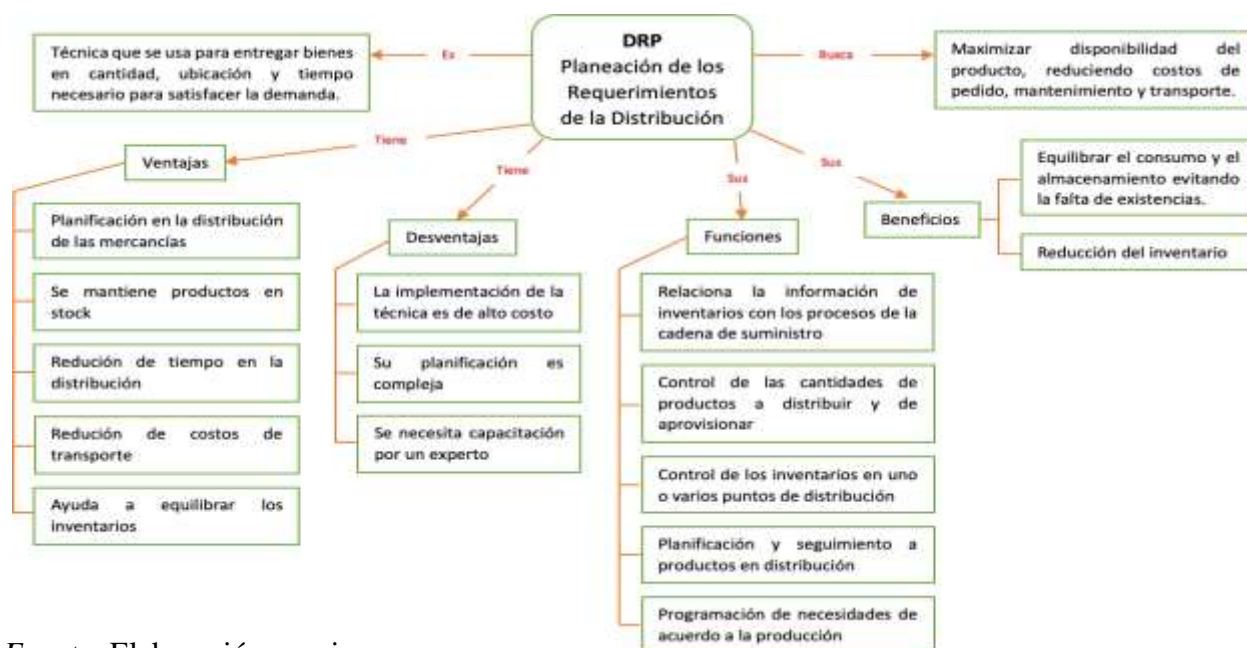 DRP
Planeación de los
Requerimientos
de la Distribución
Es
Técnica que se usa para entregar bienes
en cantidad, ubicación y tiempo
necesario para satisfacer la demanda.
Busca
Maximizar disponibilidad del
producto, reduciendo costos de
pedido, mantenimiento y transporte.
Tiene
Ventajas
Planificación en la distribución
de las mercancías
Se mantiene productos en
stock
Redución de tiempo en la
distribución
Redución de costos de
transporte
Ayuda a equilibrar los
inventarios
Tiene
Desventajas
La implementación de la
técnica es de alto costo
Su planificación es
compleja
Se necesita capacitación
por un experto
Sus
Funciones
Relaciona la información de
inventarios con los procesos de la
cadena de suministro
Control de las cantidades de
productos a distribuir y de
aprovisionar
Control de los inventarios en uno
o varios puntos de distribución
Planificación y seguimiento a
productos en distribución
Programación de necesidades de
acuerdo a la producción
Sus
Beneficios
Equilibrar el consumo y el
almacenamiento evitando
la falta de existencias.
Reducción del inventario